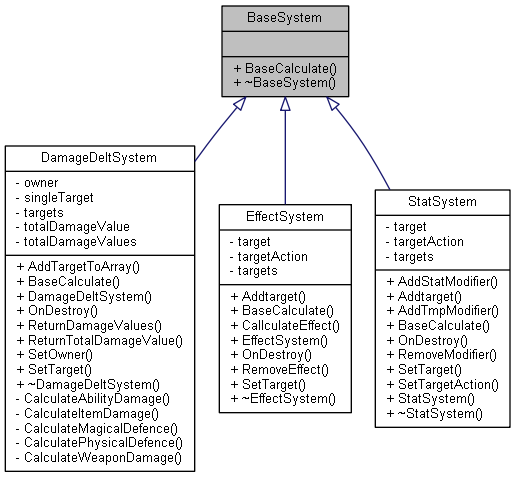 BaseSystem
+ BaseCalculate()
+ ~BaseSystem()
DamageDeltSystem
- owner
- singleTarget
- targets
- totalDamageValue
- totalDamageValues
+ AddTargetToArray()
+ BaseCalculate()
+ DamageDeltSystem()
+ OnDestroy()
+ ReturnDamageValues()
+ ReturnTotalDamageValue()
+ SetOwner()
+ SetTarget()
+ ~DamageDeltSystem()
- CalculateAbilityDamage()
- CalculateItemDamage()
- CalculateMagicalDefence()
- CalculatePhysicalDefence()
- CalculateWeaponDamage()
EffectSystem
- target
- targetAction
- targets
+ Addtarget()
+ BaseCalculate()
+ CallculateEffect()
+ EffectSystem()
+ OnDestroy()
+ RemoveEffect()
+ SetTarget()
+ ~EffectSystem()
StatSystem
- target
- targetAction
- targets
+ AddStatModifier()
+ Addtarget()
+ AddTmpModifier()
+ BaseCalculate()
+ OnDestroy()
+ RemoveModifier()
+ SetTarget()
+ SetTargetAction()
+ StatSystem()
+ ~StatSystem()